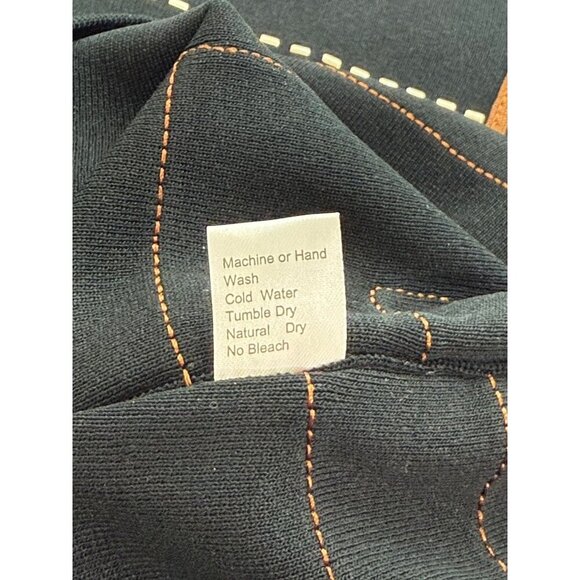 Machine or Hand
Wash
Cold Water
Tumble Dry
Natural Dry
No Bleach